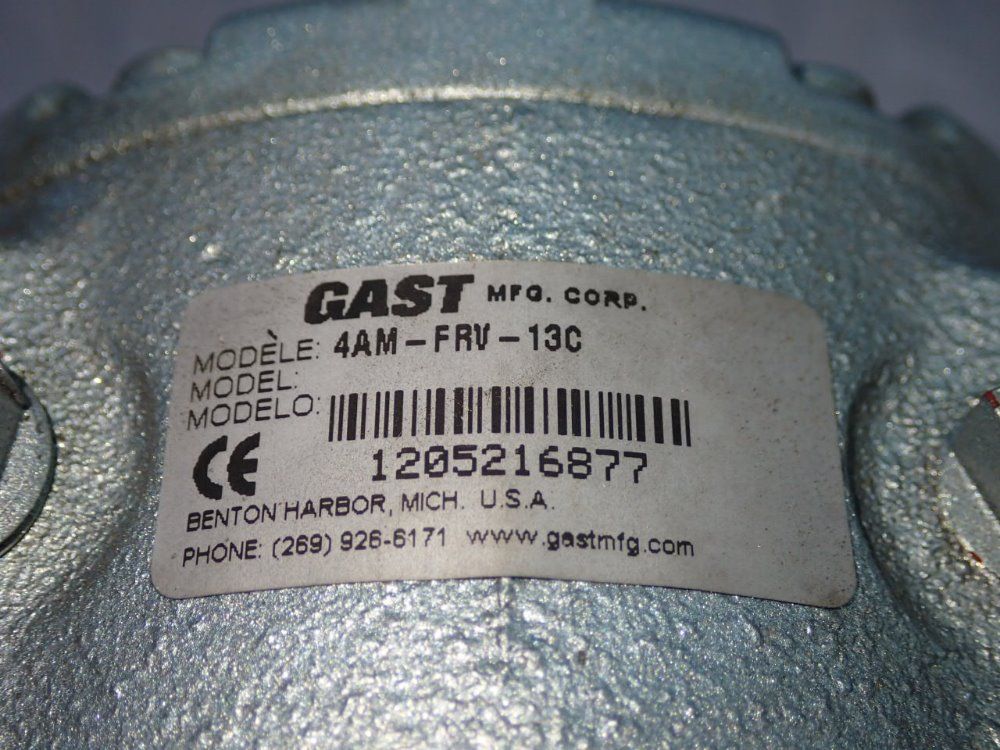 GAST MFG. CORP.
MODÈLE: 4AM-FRV-13C
MODEL:
MODELO:
CE
1205216877
BENTON HARBOR, MICH. U.S.A.
PHONE: (269) 926-6171 www.gastmfg.com